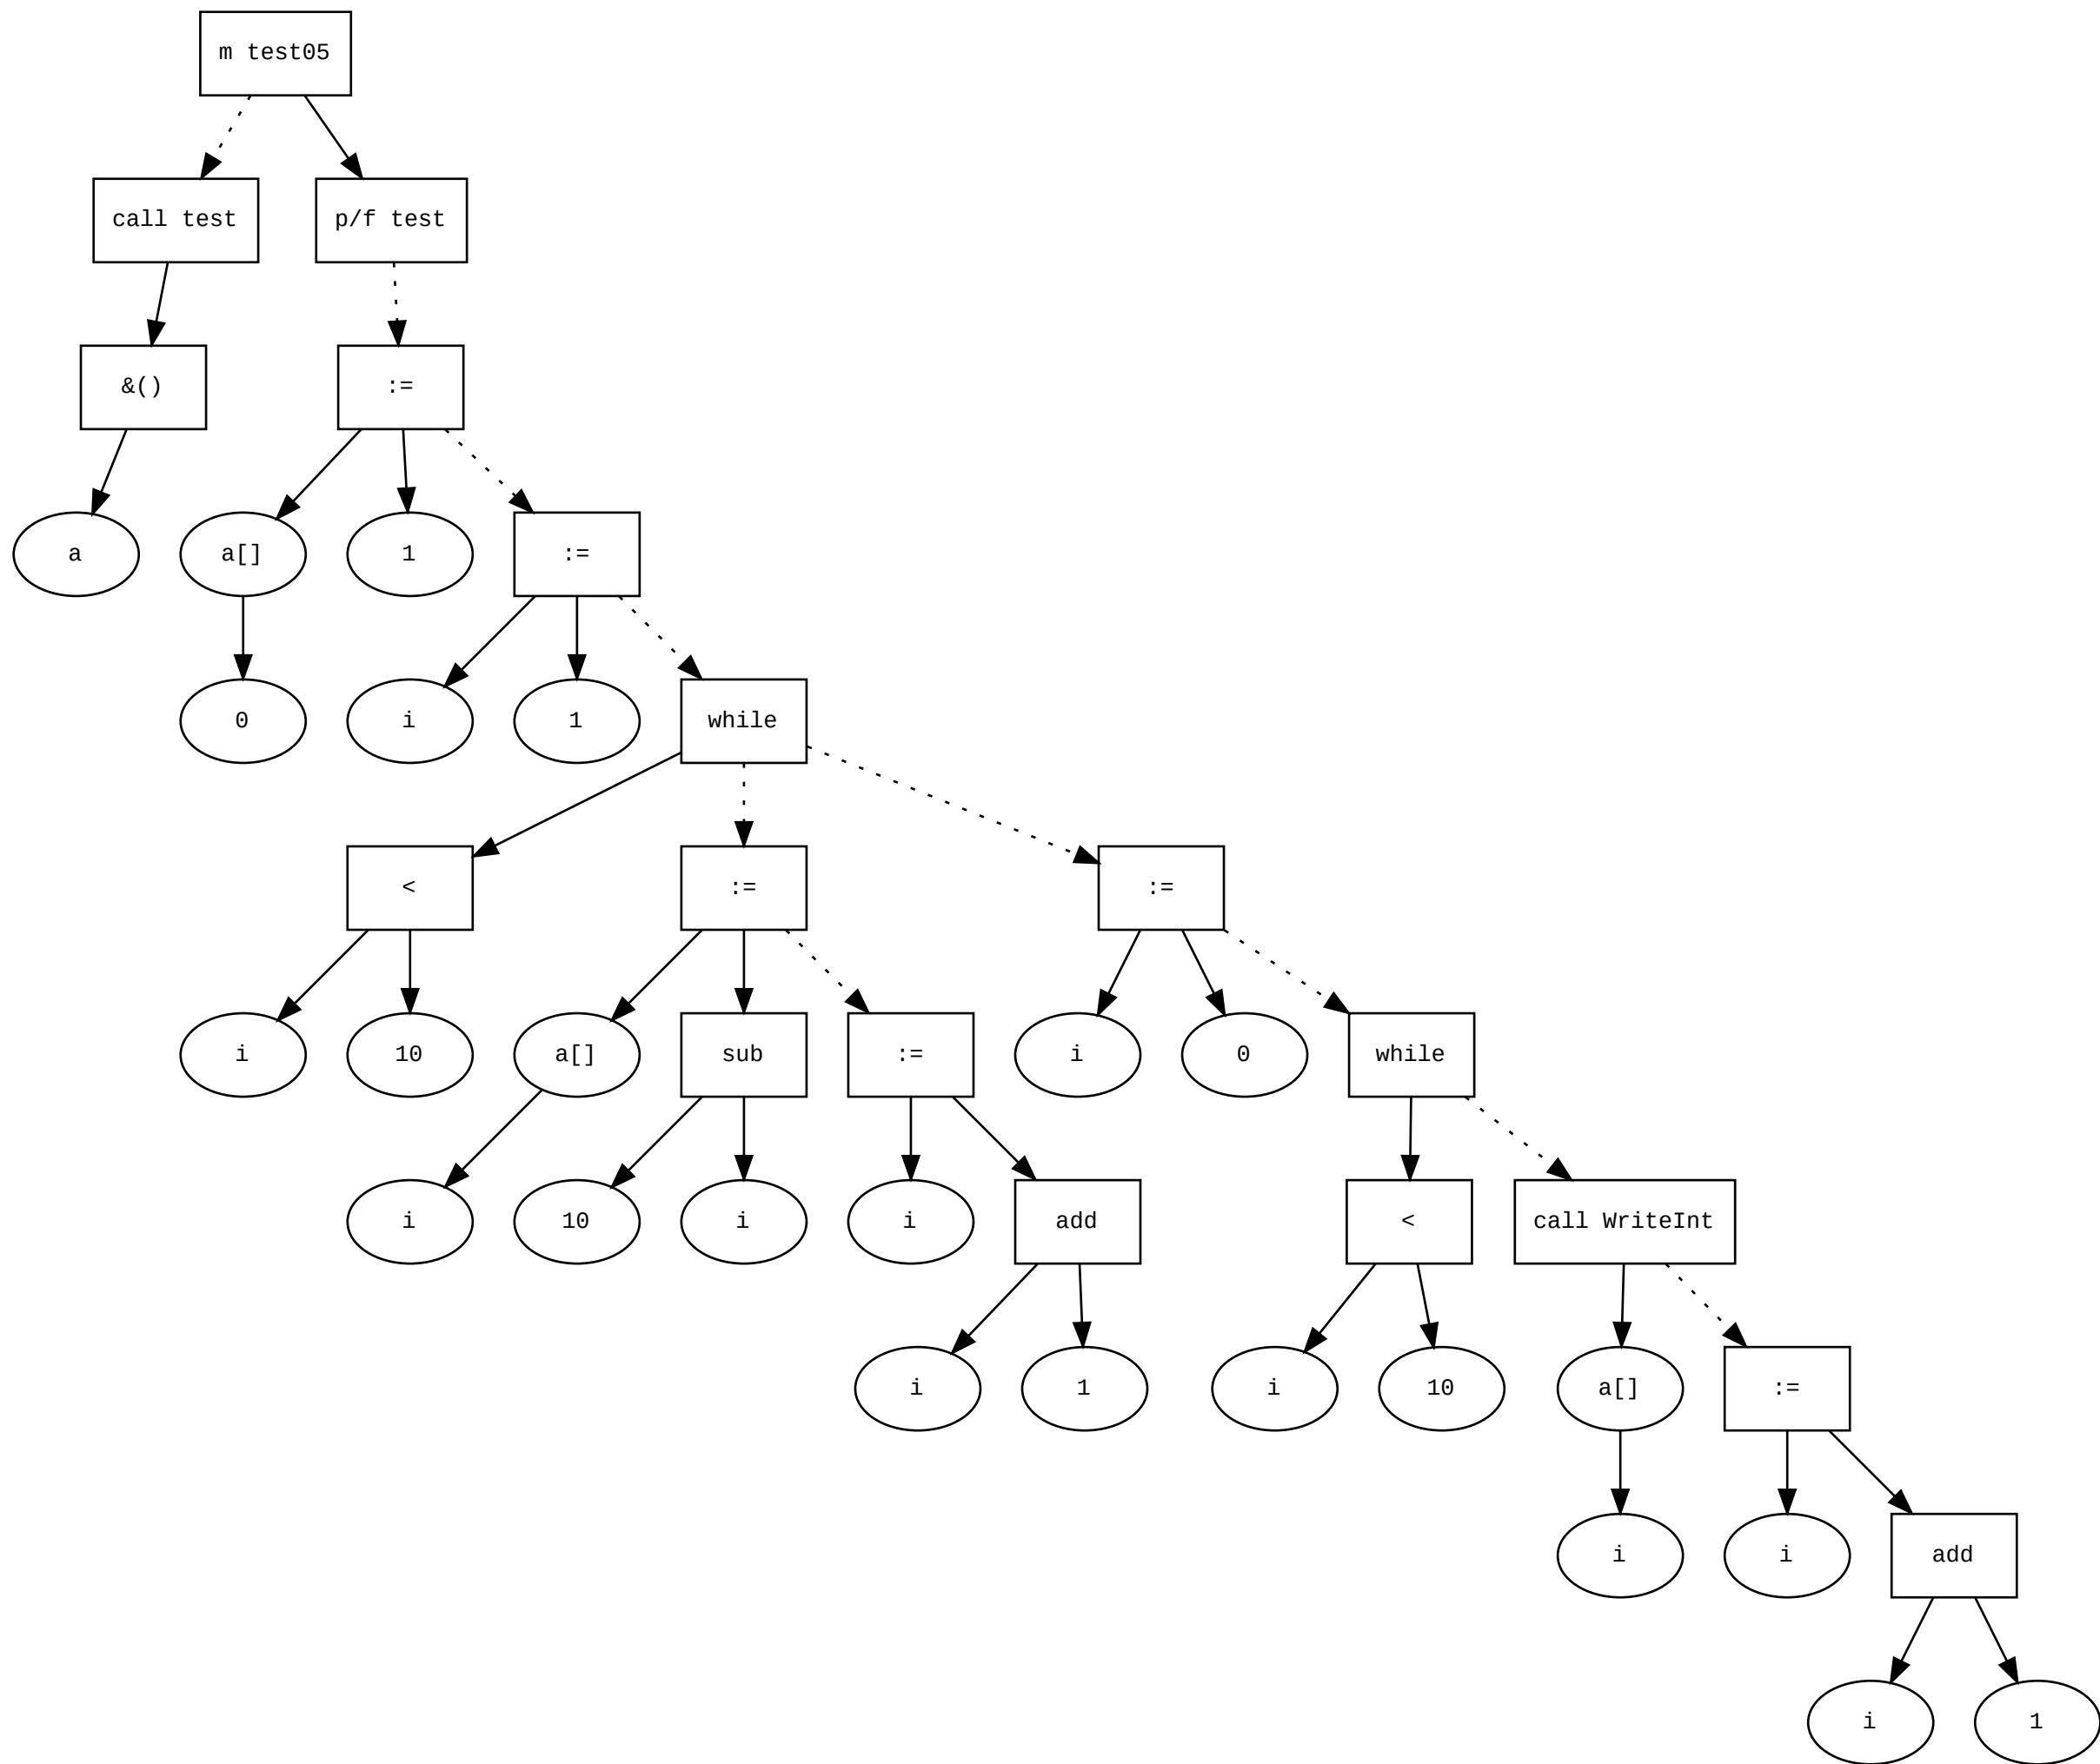 m test05
call test
p/f test
&()
:=
a
a[]
1
:=
0
i
1
while
<
:=
:=
i
10
a[]
sub
:=
i
0
while
i
10
i
i
add
<
call WriteInt
i
1
i
10
a[]
:=
i
i
add
i
1